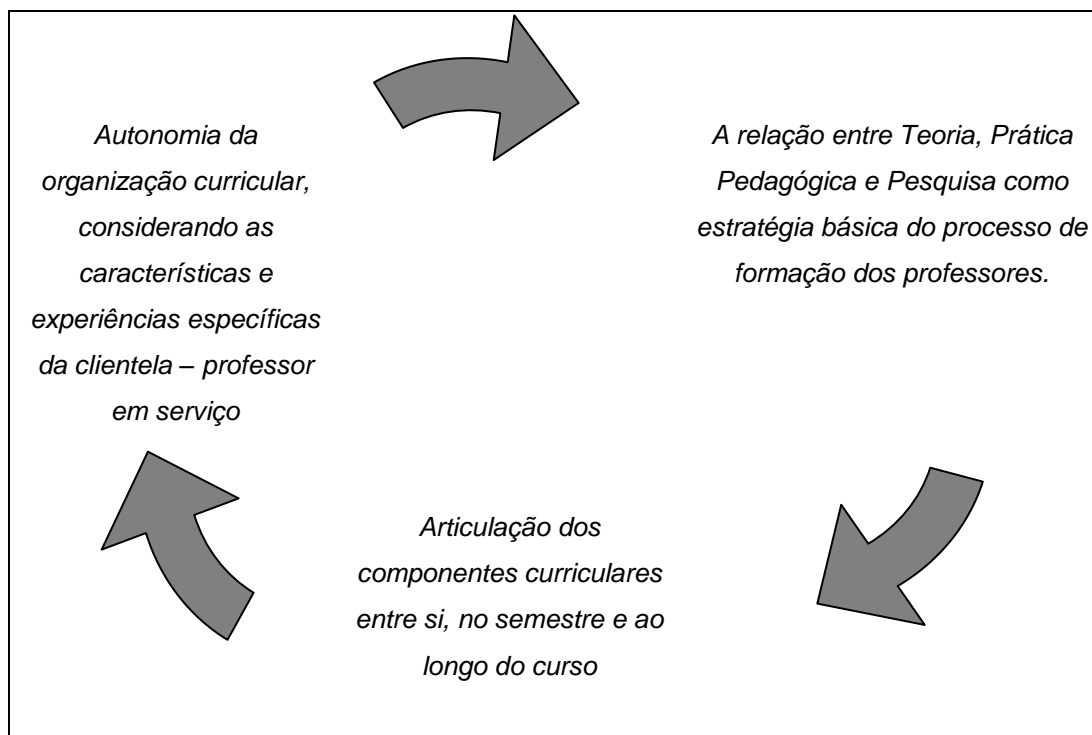 Autonomia da
organização curricular,
considerando as
características e
experiências específicas
da clientela – professor
em serviço
A relação entre Teoria, Prática
Pedagógica e Pesquisa como
estratégia básica do processo de
formação dos professores.
Articulação dos
componentes curriculares
entre si, no semestre e ao
longo do curso